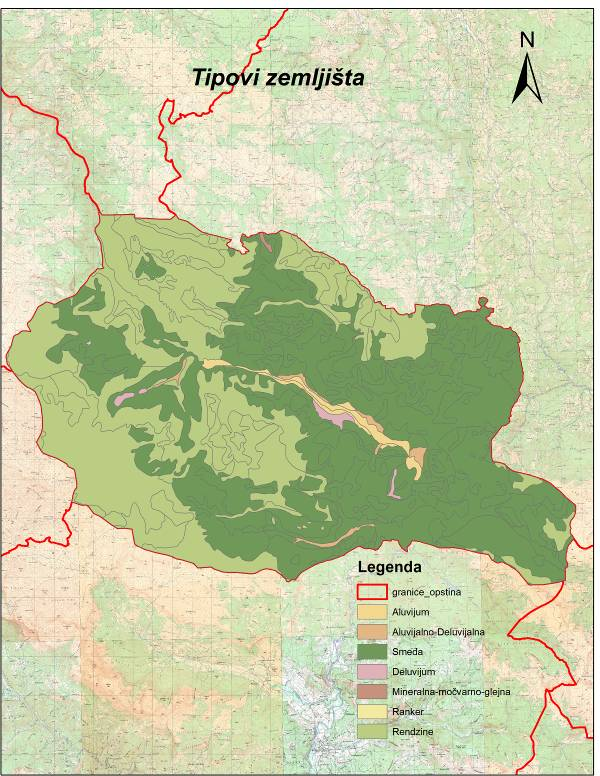 N
Tipovi zemljišta
Legenda
granice_opstina
Aluvijum
Aluvijalno-Deluvijalna
Smeđa
Deluvijum
Mineralna-močvarno-glejna
Ranker
Rendzine